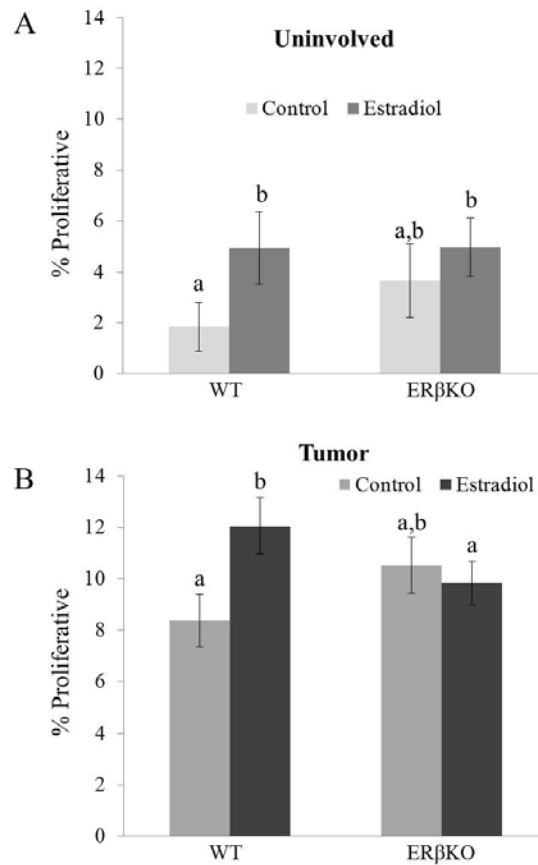 A
Uninvolved
Control Estradiol
% Proliferative
14
12
10
8
6
4
2
0
a
b
a,b
b
WT ERβKO
B
Tumor
Control Estradiol
% Proliferative
14
12
10
8
6
4
2
0
a
b
a,b
a
WT ERβKO